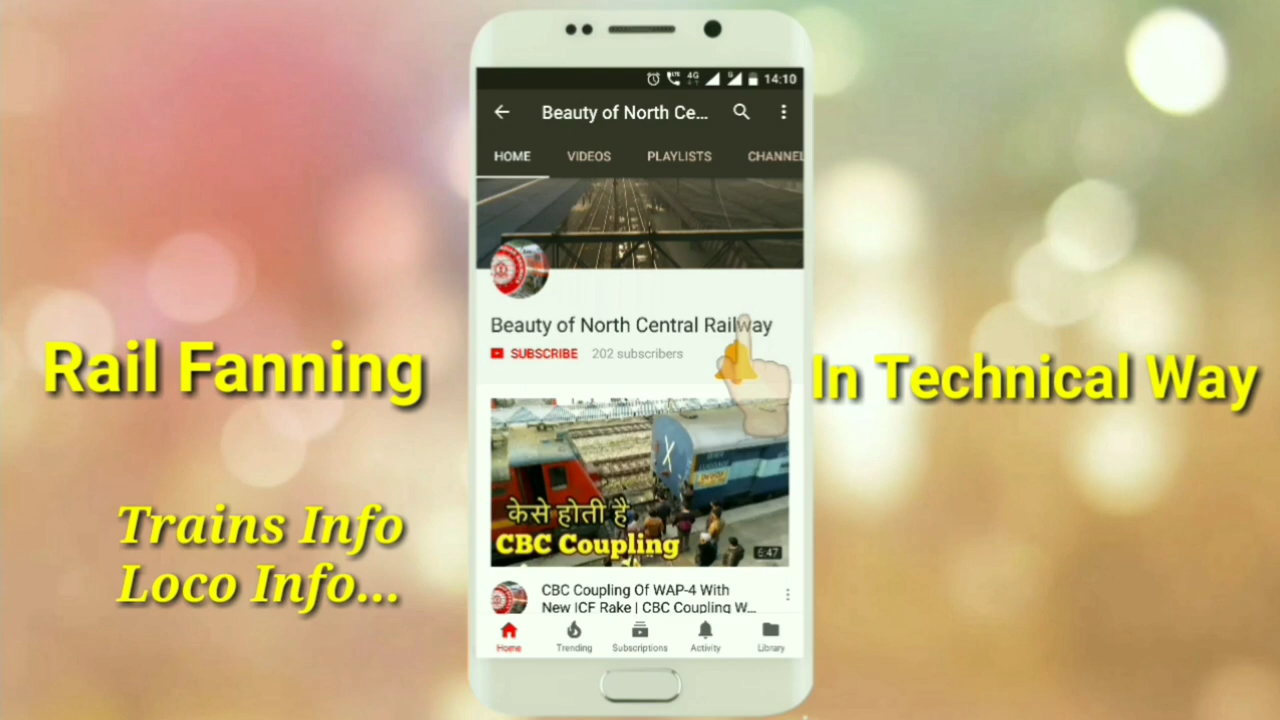 4G
14:10
Beauty of North Ce...
HOME VIDEOS PLAYLISTS CHANNEL
Beauty of North Central Railway
SUBSCRIBE 202 subscribers
Rail Fanning
In Technical Way
केसे होती हैं
CBC Coupling
6:47
Trains Info
Loco Info...
CBC Coupling Of WAP-4 With
New ICF Rake | CBC Coupling W...
Home Trending Subscriptions Activity Library